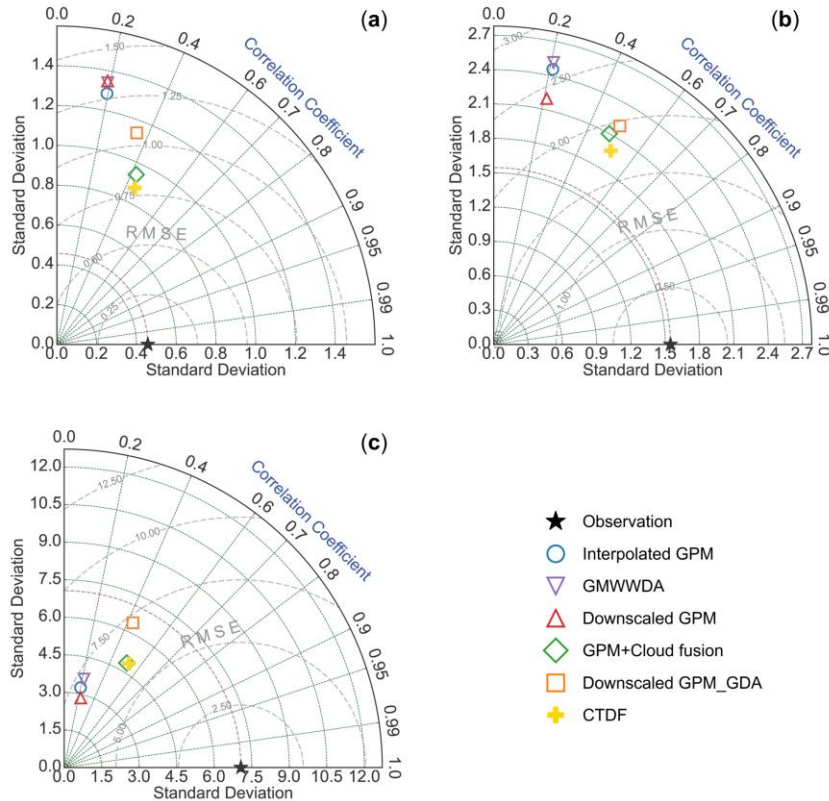 (a)
Correlation Coefficient
0.0
0.2
0.4
0.6
0.7
0.8
0.9
0.95
0.99
1.0
Standard Deviation
1.4
1.2
1.0
0.8
0.6
0.4
0.2
0.0
1.50
1.25
1.00
0.75
0.50
0.25
RMSE
0.0 0.2 0.4 0.6 0.8 1.0 1.2 1.4
Standard Deviation
(b)
Correlation Coefficient
0.0
0.2
0.4
0.6
0.7
0.8
0.9
0.95
0.99
1.0
Standard Deviation
2.7
2.4
2.1
1.8
1.5
1.2
0.9
0.6
0.3
0.0
3.00
2.50
2.00
1.00
0.50
RMSE
0.0 0.3 0.6 0.9 1.2 1.5 1.8 2.1 2.4 2.7
Standard Deviation
(c)
Correlation Coefficient
0.0
0.2
0.4
0.6
0.7
0.8
0.9
0.95
0.99
1.0
Standard Deviation
12.0
10.5
9.0
7.5
6.0
4.5
3.0
1.5
0.0
12.50
10.00
7.50
5.00
2.50
RMSE
0.0 1.5 3.0 4.5 6.0 7.5 9.0 10.5 12.0
Standard Deviation
Observation
Interpolated GPM
GMWWDA
Downscaled GPM
GPM+Cloud fusion
Downscaled GPM_GDA
CTDF